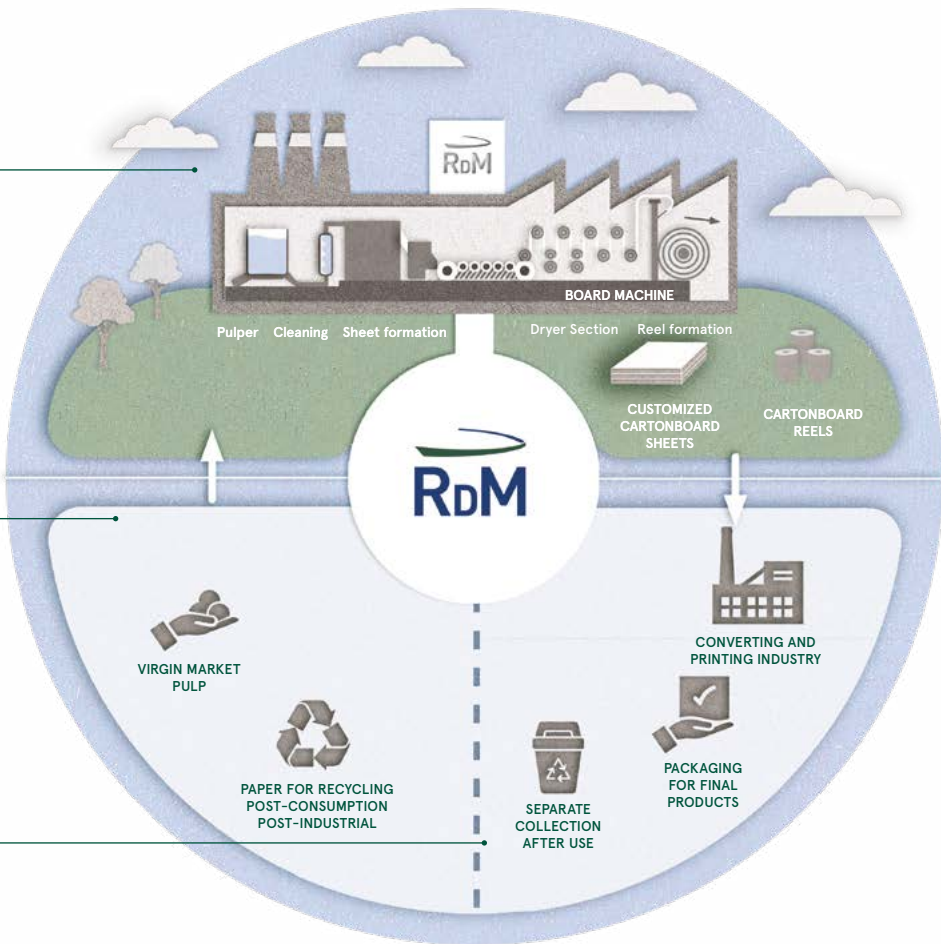 RDM
BOARD MACHINE
Pulper Cleaning Sheet formation Dryer Section Reel formation
CUSTOMIZED
CARTONBOARD
SHEETS
CARTONBOARD
REELS
RDM
CONVERTING AND
PRINTING INDUSTRY
VIRGIN MARKET
PULP
PACKAGING
FOR FINAL
PRODUCTS
PAPER FOR RECYCLING
POST-CONSUMPTION
POST-INDUSTRIAL
SEPARATE
COLLECTION
AFTER USE